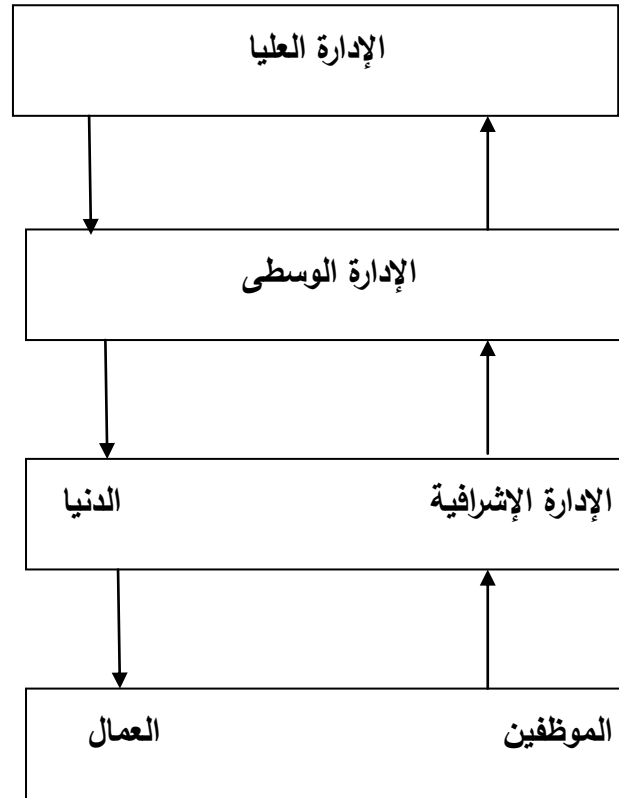 الإدارة العليا
الإدارة الوسطى
الإدارة الإشرافية الدنيا
الموظفين العمال